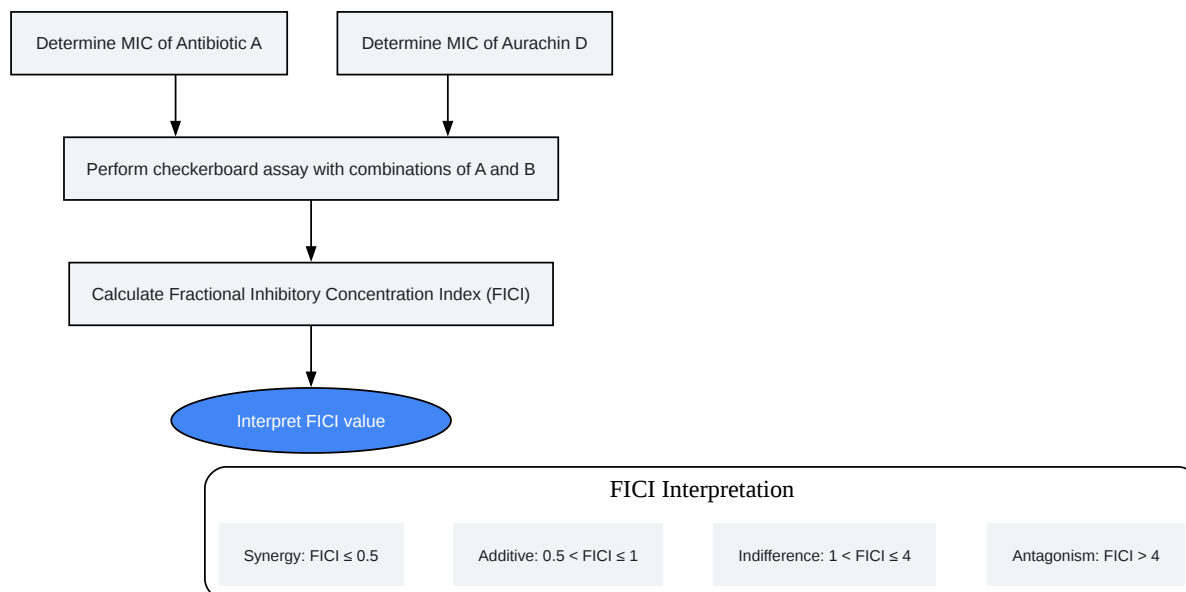 Determine MIC of Antibiotic A
Determine MIC of Aurachin D
Perform checkerboard assay with combinations of A and B
Calculate Fractional Inhibitory Concentration Index (FICI)
Interpret FICI value
FICI Interpretation
Synergy: FICI ≤ 0.5
Additive: 0.5 < FICI ≤ 1
Indifference: 1 < FICI ≤ 4
Antagonism: FICI > 4